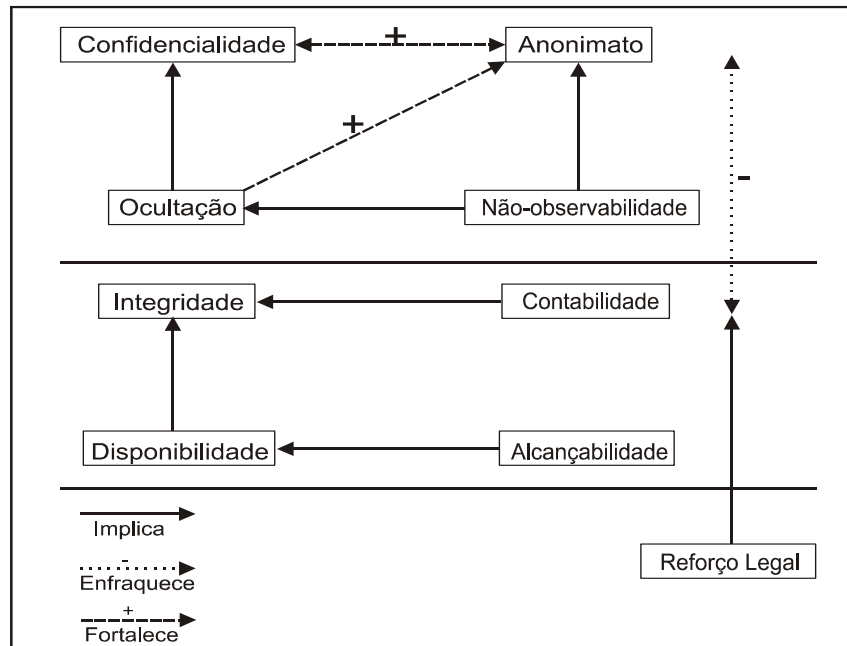 Confidencialidade
+
Anonimato
+
-
Ocultação
Não-observabilidade
Integridade
Contabilidade
Disponibilidade
Alcançabilidade
Implica
-
Enfraquece
+
Fortalece
Reforço Legal